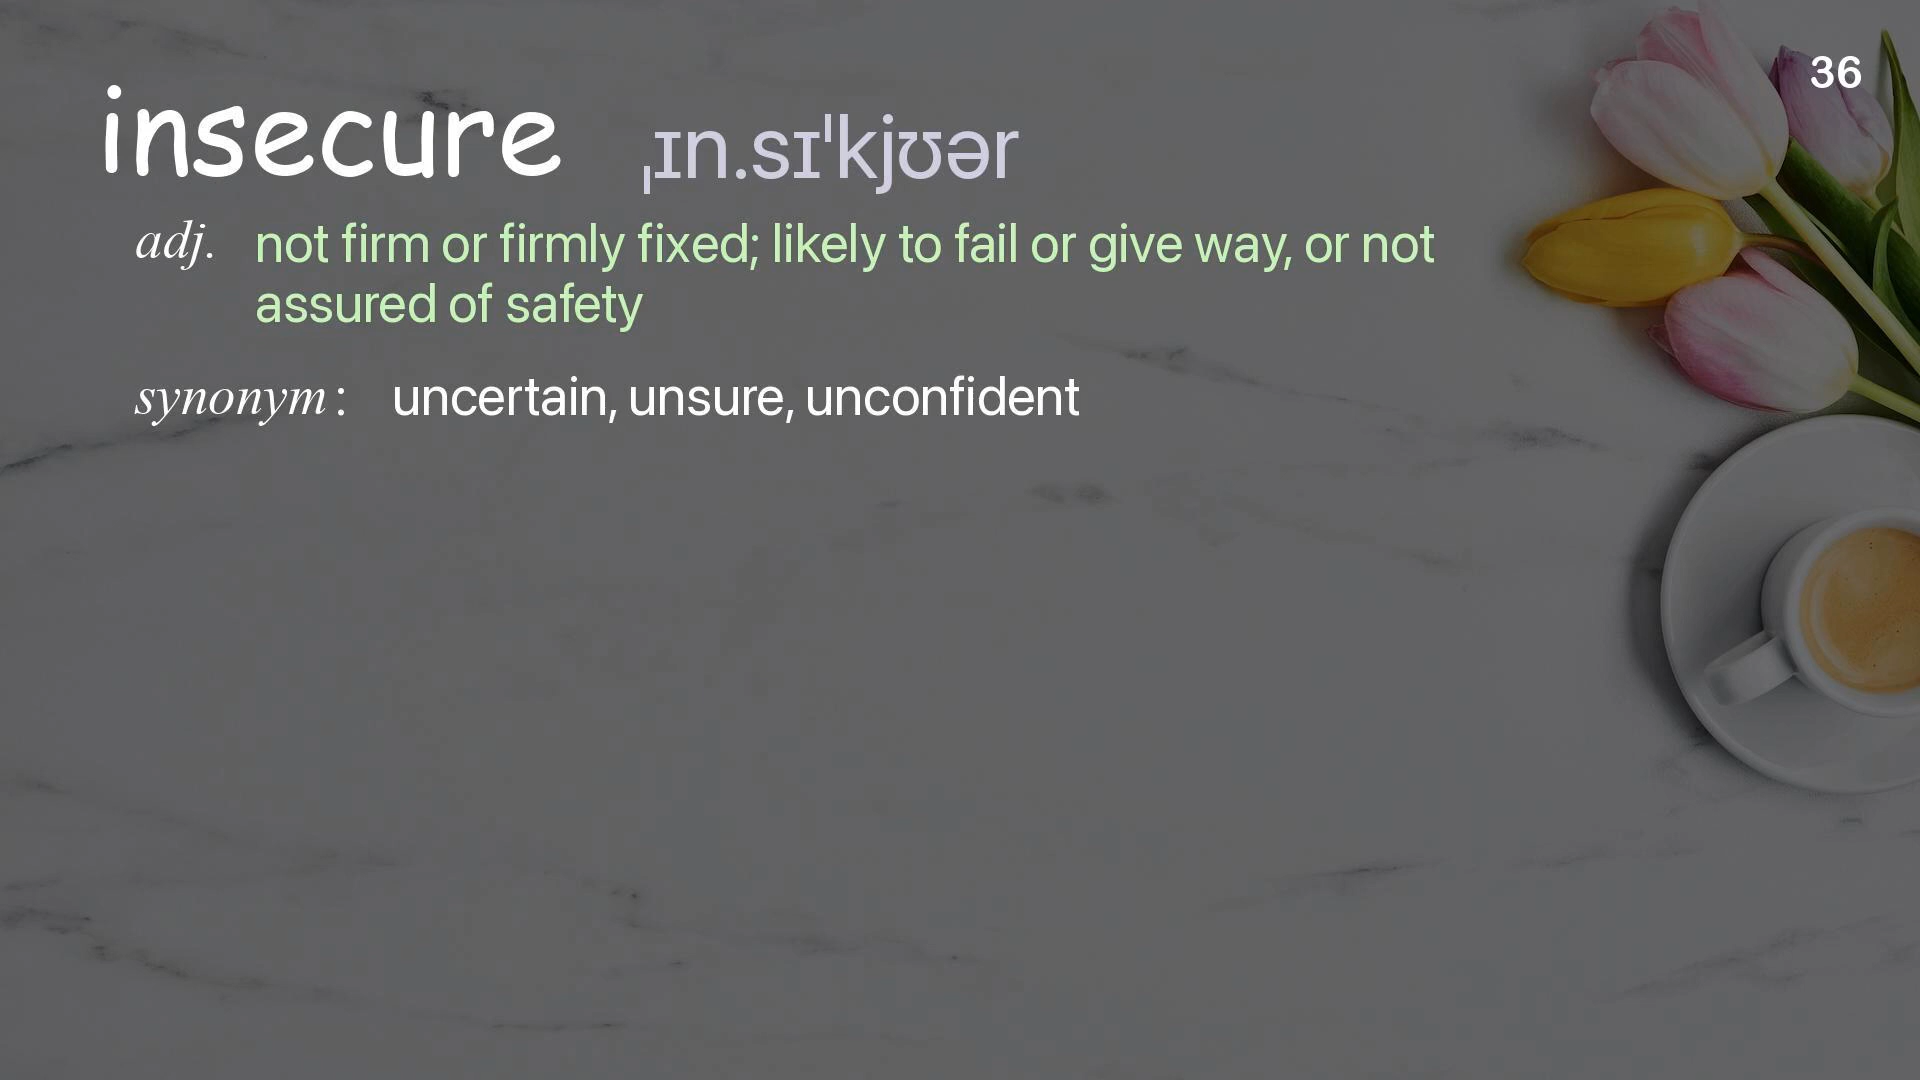 36
insecure ˌɪn.sɪˈkjʊər
adj. not firm or firmly fixed; likely to fail or give way, or not
assured of safety
synonym: uncertain, unsure, unconfident